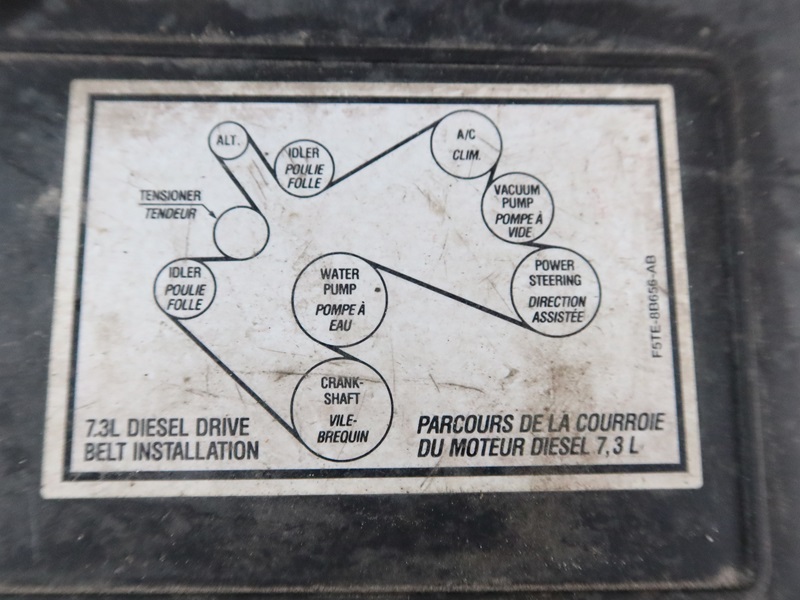 ALT.
IDLER
POULIE
FOLLE
A/C
CLIM.
TENSIONER
TENDEUR
VACUUM
PUMP
POMPE À
VIDE
IDLER
POULIE
FOLLE
WATER
PUMP
POMPE À
EAU
POWER
STEERING
DIRECTION
ASSISTÉE
F5TE-8B656-AB
CRANK-
SHAFT
VILE-
BREQUIN
7.3L DIESEL DRIVE
BELT INSTALLATION
PARCOURS DE LA COURROIE
DU MOTEUR DIESEL 7,3 L